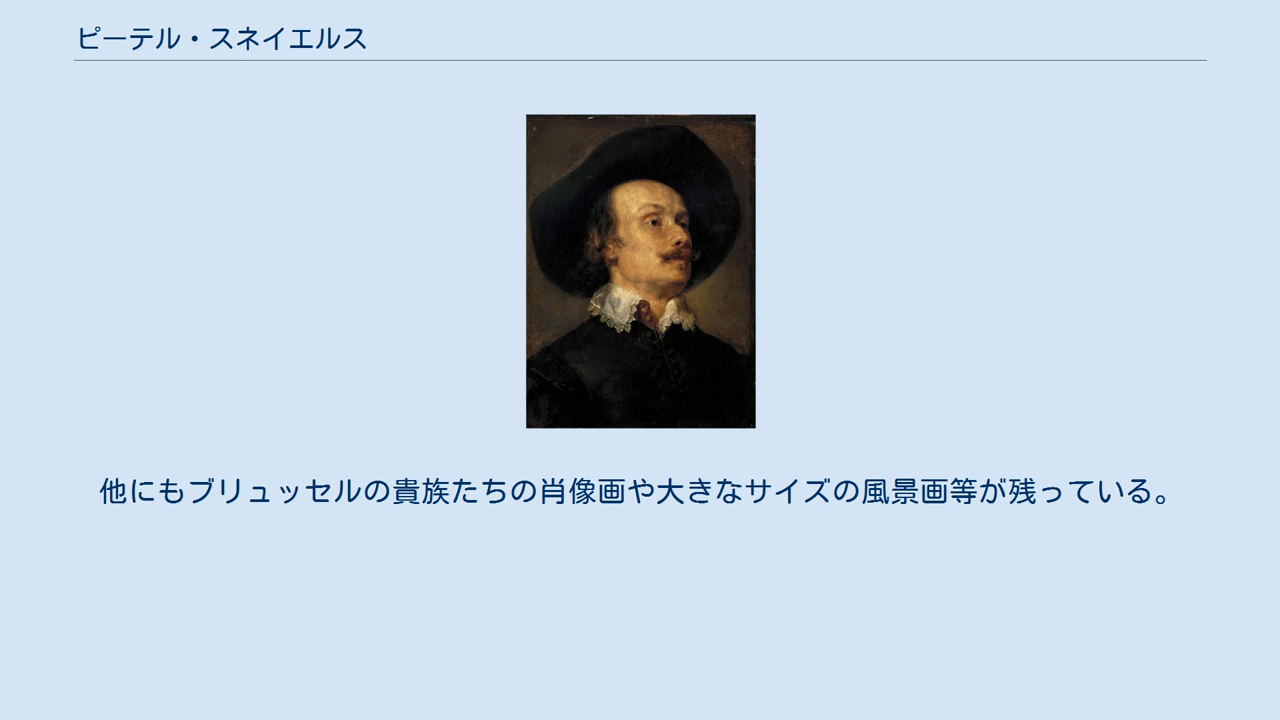 ピーテル・スネイエルス
他にもブリュッセルの貴族たちの肖像画や大きなサイズの風景画等が残っている。